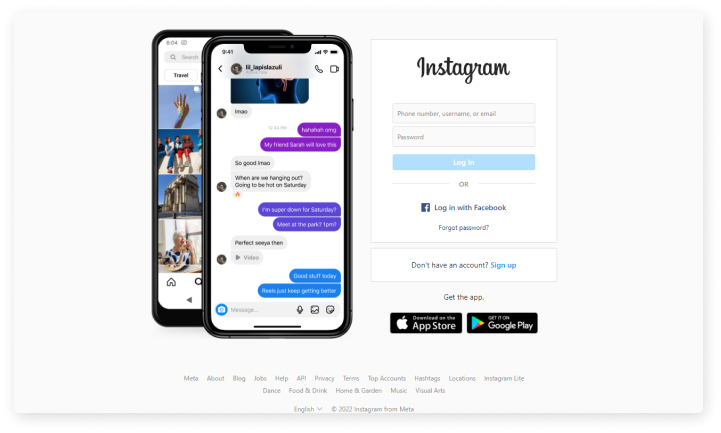 6:04
Search
Travel
9:41
lil_lapislazuli
lmao
12:34 PM
hahahah omg
My friend Sarah will love this
So good lmao
When are we hanging out?
Going to be hot on Saturday
I'm super down for Saturday?
Meet at the park? 1pm?
Perfect seeya then
Video
Good stuff today
Reels just keep getting better
Message...
Instagram
Phone number, username, or email
Password
Log In
OR
Log in with Facebook
Forgot password?
Don't have an account? Sign up
Get the app.
Download on the
App Store
GET IT ON
Google Play
Meta About Blog Jobs Help API Privacy Terms Top Accounts Hashtags Locations Instagram Lite
Dance Food & Drink Home & Garden Music Visual Arts
English © 2022 Instagram from Meta